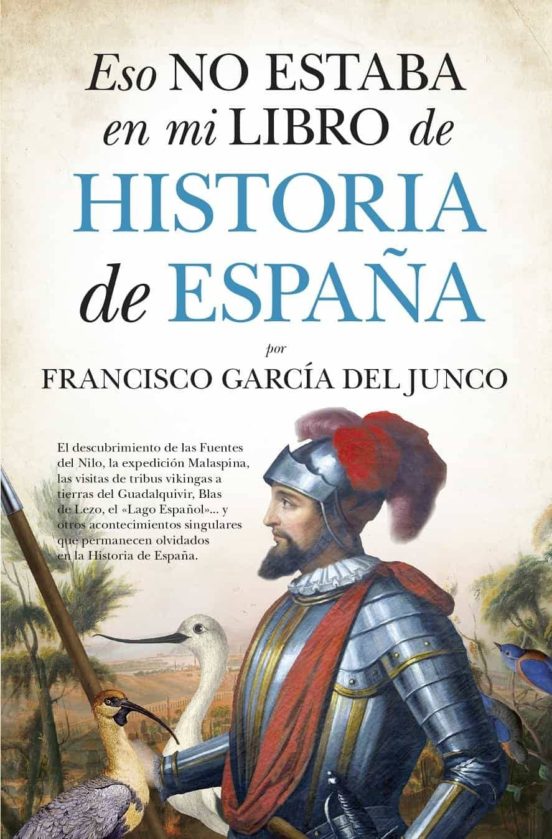 Eso NO ESTABA
en mi LIBRO de
HISTORIA
de ESPAÑA
por
FRANCISCO GARCÍA DEL JUNCO
El descubrimiento de las Fuentes
del Nilo, la expedición Malaspina,
las visitas de tribus vikingas a
tierras del Guadalquivir, Blas
de Lezo, el «Lago Español»... y
otros acontecimientos singulares
que permanecen olvidados
en la Historia de España.